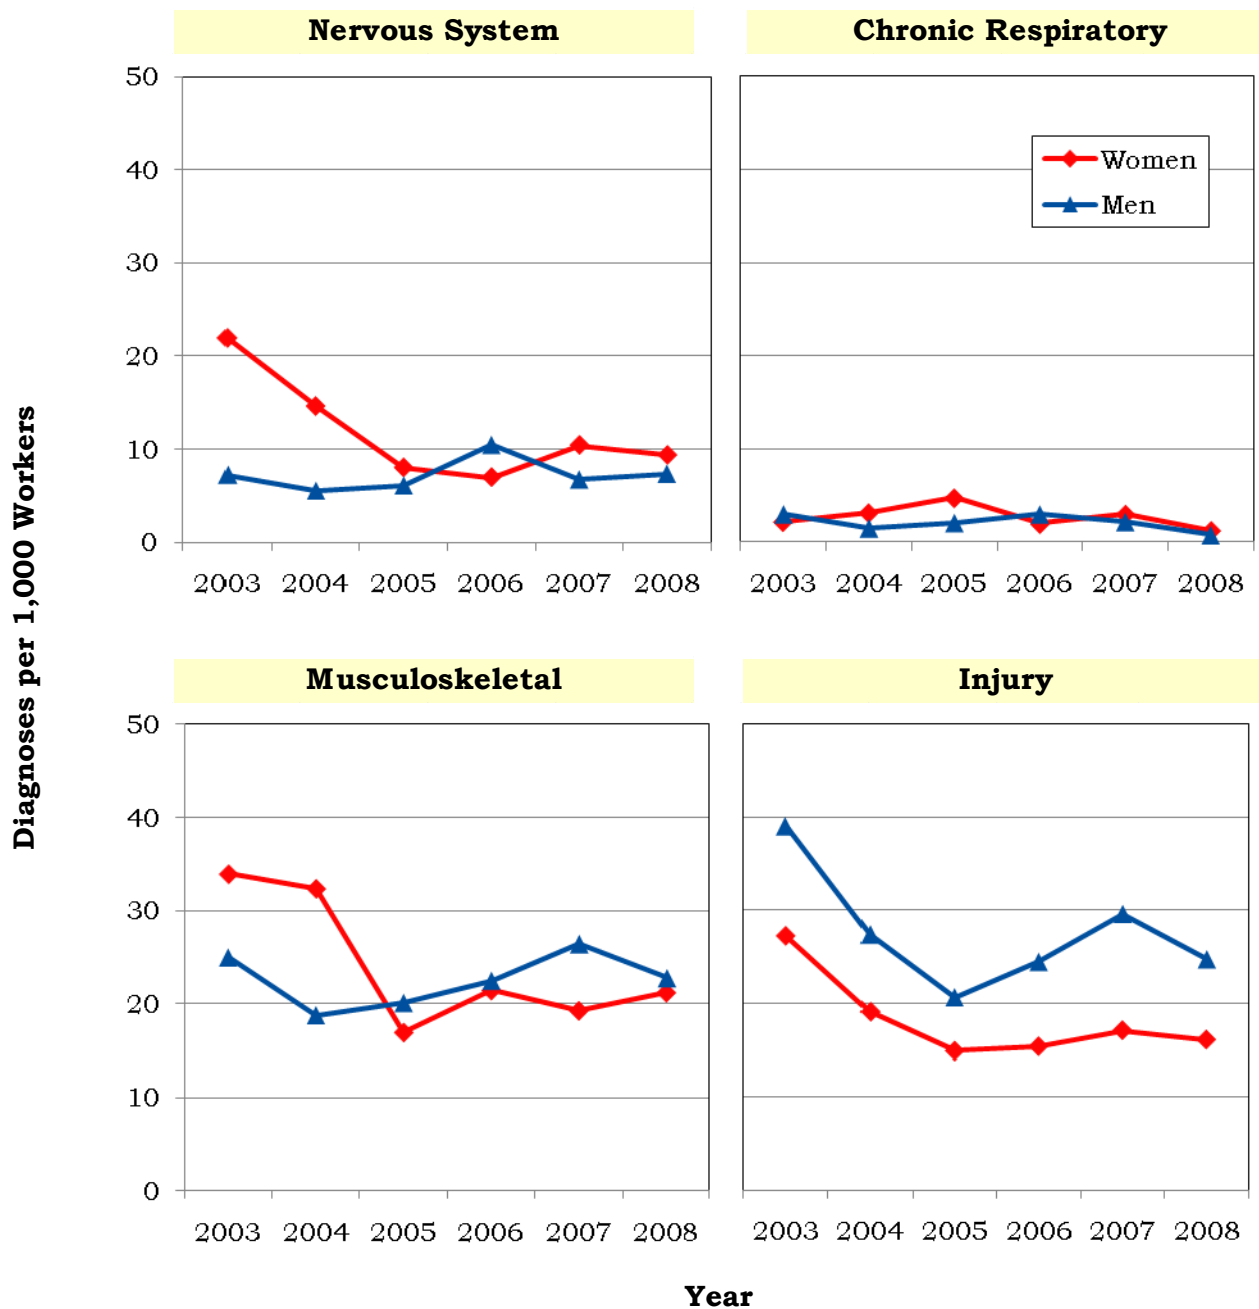 Nervous System
Chronic Respiratory
Diagnoses per 1,000 Workers
50
40
30
20
10
0
Women
Men
2003 2004 2005 2006 2007 2008
2003 2004 2005 2006 2007 2008
Musculoskeletal
Injury
50
40
30
20
10
0
2003 2004 2005 2006 2007 2008
2003 2004 2005 2006 2007 2008
Year